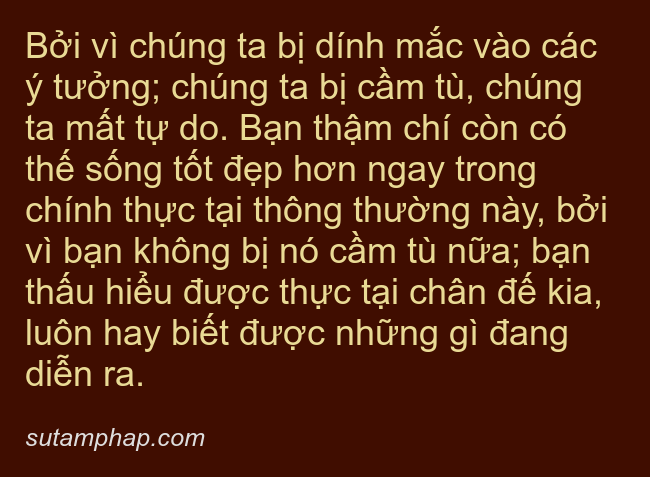 Bởi vì chúng ta bị dính mắc vào các
ý tưởng; chúng ta bị cầm tù, chúng
ta mất tự do. Bạn thậm chí còn có
thế sống tốt đẹp hơn ngay trong
chính thực tại thông thường này, bởi
vì bạn không bị nó cầm tù nữa; bạn
thấu hiểu được thực tại chân đế kia,
luôn hay biết được những gì đang
diễn ra.
sutamphap.com